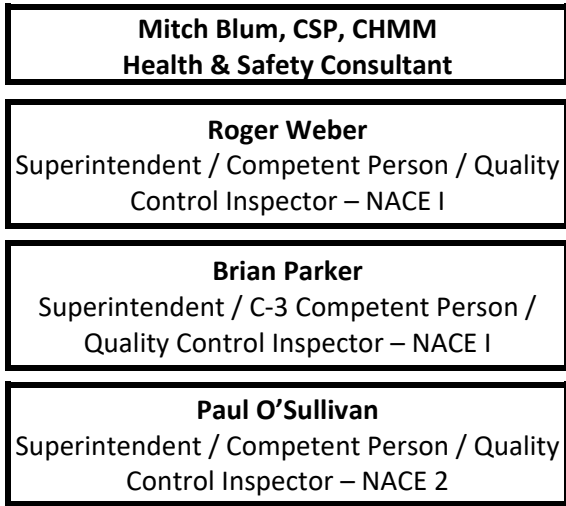 Mitch Blum, CSP, CHMM
Health & Safety Consultant
Roger Weber
Superintendent / Competent Person / Quality
Control Inspector – NACE I
Brian Parker
Superintendent / C-3 Competent Person /
Quality Control Inspector – NACE I
Paul O’Sullivan
Superintendent / Competent Person / Quality
Control Inspector – NACE 2